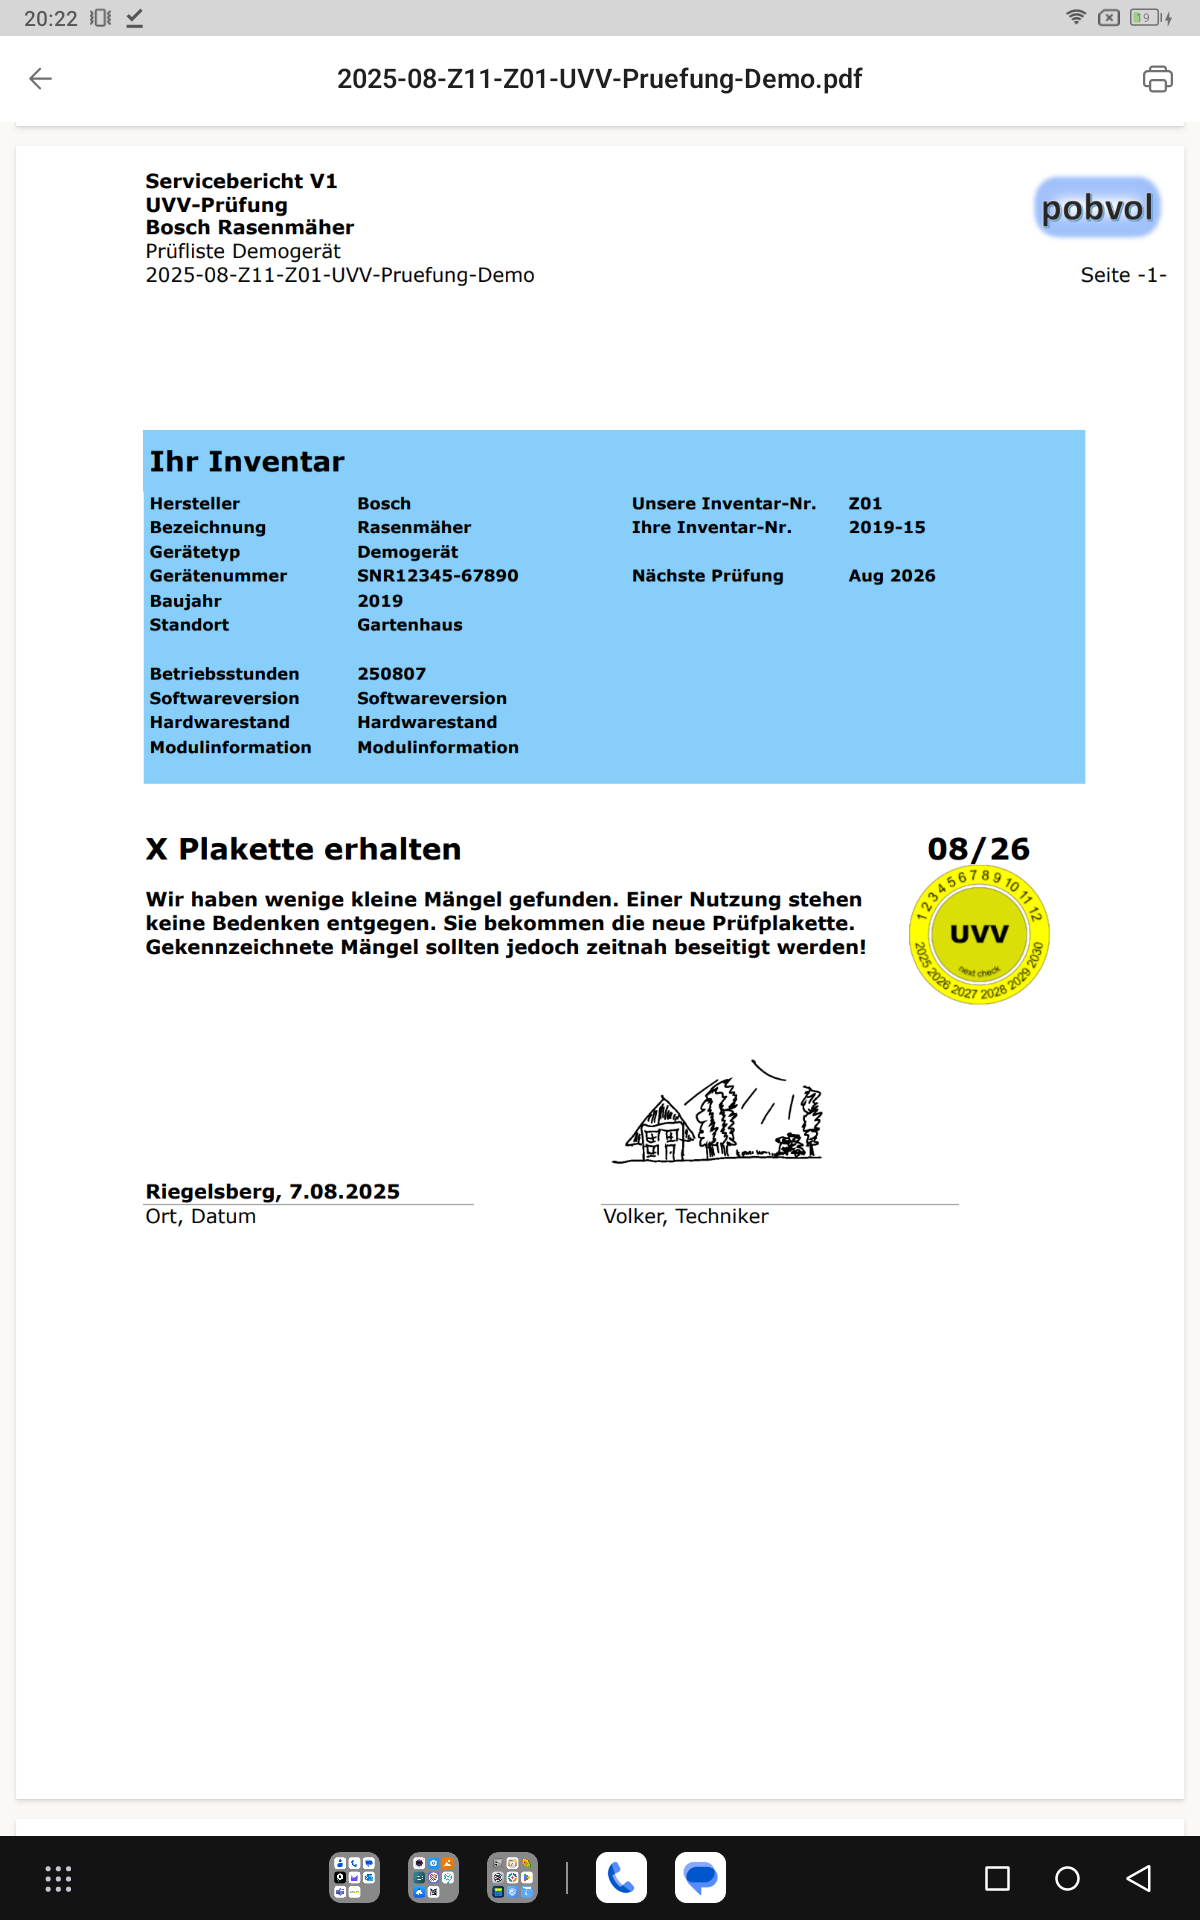 20:22
19
2025-08-Z11-Z01-UVV-Pruefung-Demo.pdf
Servicebericht V1
UVV-Prüfung
Bosch Rasenmäher
Prüfliste Demogerät
2025-08-Z11-Z01-UVV-Pruefung-Demo
pobvol
Seite -1-
Ihr Inventar
Hersteller Bosch Unsere Inventar-Nr. Z01
Bezeichnung Rasenmäher Ihre Inventar-Nr. 2019-15
Gerätetyp Demogerät
Gerätenummer SNR12345-67890 Nächste Prüfung Aug 2026
Baujahr 2019
Standort Gartenhaus
Betriebsstunden 250807
Softwareversion Softwareversion
Hardwarestand Hardwarestand
Modulinformation Modulinformation
X Plakette erhalten 08/26
Wir haben wenige kleine Mängel gefunden. Einer Nutzung stehen
keine Bedenken entgegen. Sie bekommen die neue Prüfplakette.
Gekennzeichnete Mängel sollten jedoch zeitnah beseitigt werden!
1 2 3 4 5 6 7 8 9 10 11 12
UVV
next check
2025 2026 2027 2028 2029 2030
Riegelsberg, 7.08.2025
Ort, Datum
Volker, Techniker